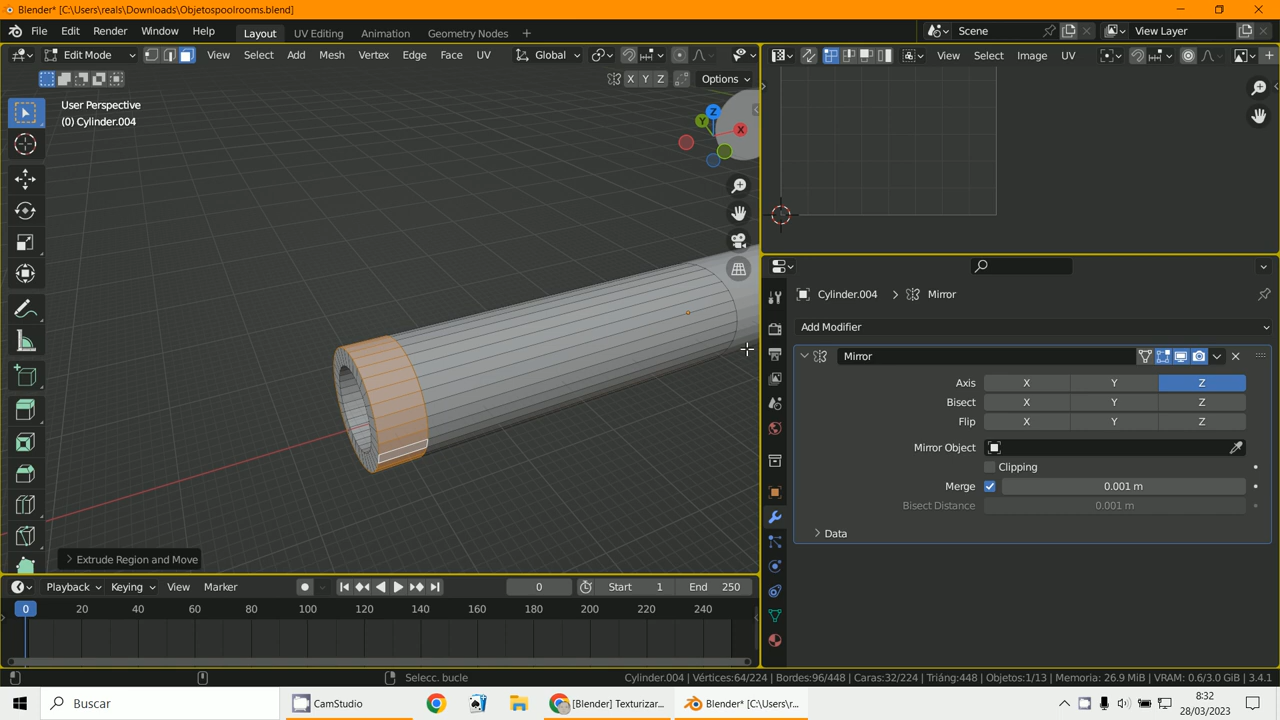 Blender* [C:\Users\reals\Downloads\Objetospoolrooms.blend]
File Edit Render Window Help Layout UV Editing Animation Geometry Nodes + Scene View Layer
Edit Mode View Select Add Mesh Vertex Edge Face UV Global View Select Image UV
X Y Z Options
User Perspective
(0) Cylinder.004
Z
Y
X
Cylinder.004 > Mirror
Add Modifier
Mirror
Axis X Y Z
Bisect X Y Z
Flip X Y Z
Mirror Object
Clipping
Merge 0.001 m
Bisect Distance 0.001 m
Data
Extrude Region and Move
Playback Keying View Marker 0 Start 1 End 250
0 20 40 60 80 100 120 140 160 180 200 220 240
Selecc. bucle Cylinder.004 | Vértices:64/224 | Bordes:96/448 | Caras:32/224 | Triáng:448 | Objetos:1/13 | Memoria: 26.9 MiB | VRAM: 0.6/3.0 GiB | 3.4.1
Buscar CamStudio [Blender] Texturizar... Blender* [C:\Users\r... 8:32
28/03/2023